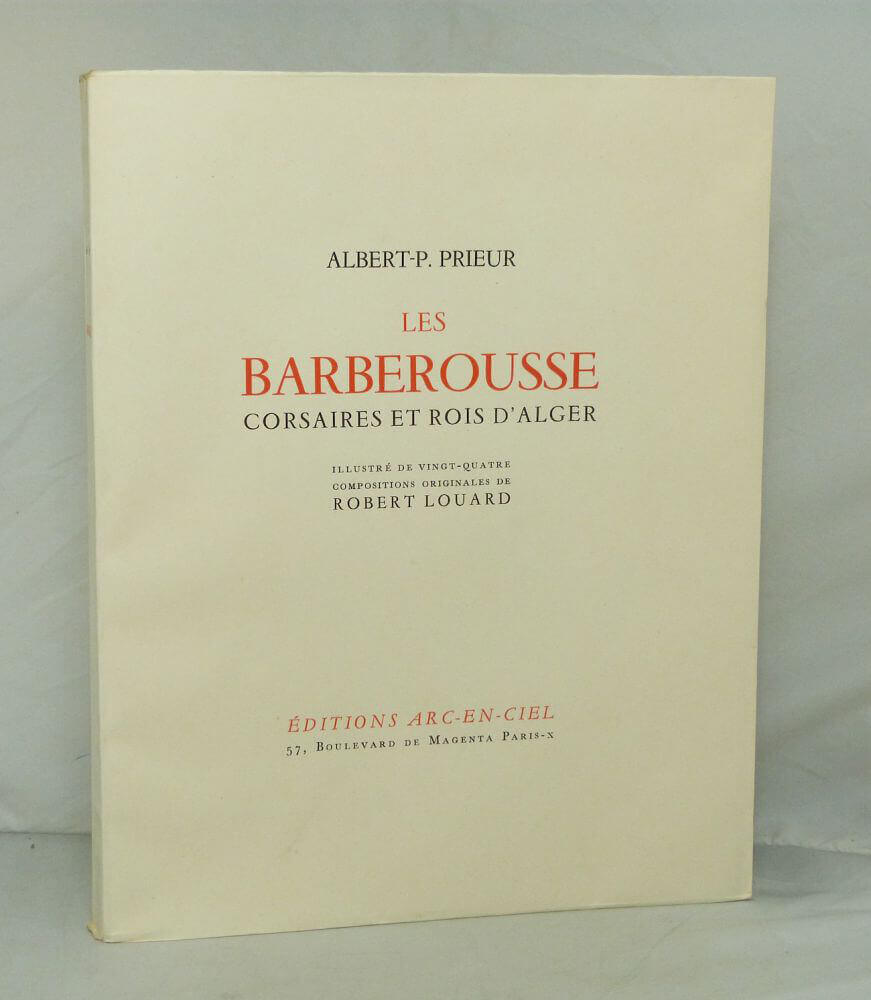 ALBERT-P. PRIEUR
LES
BARBEROUSSE
CORSAIRES ET ROIS D'ALGER
ILLUSTRÉ DE VINGT-QUATRE
COMPOSITIONS ORIGINALES DE
ROBERT LOUARD
ÉDITIONS ARC-EN-CIEL
57, BOULEVARD DE MAGENTA PARIS-X